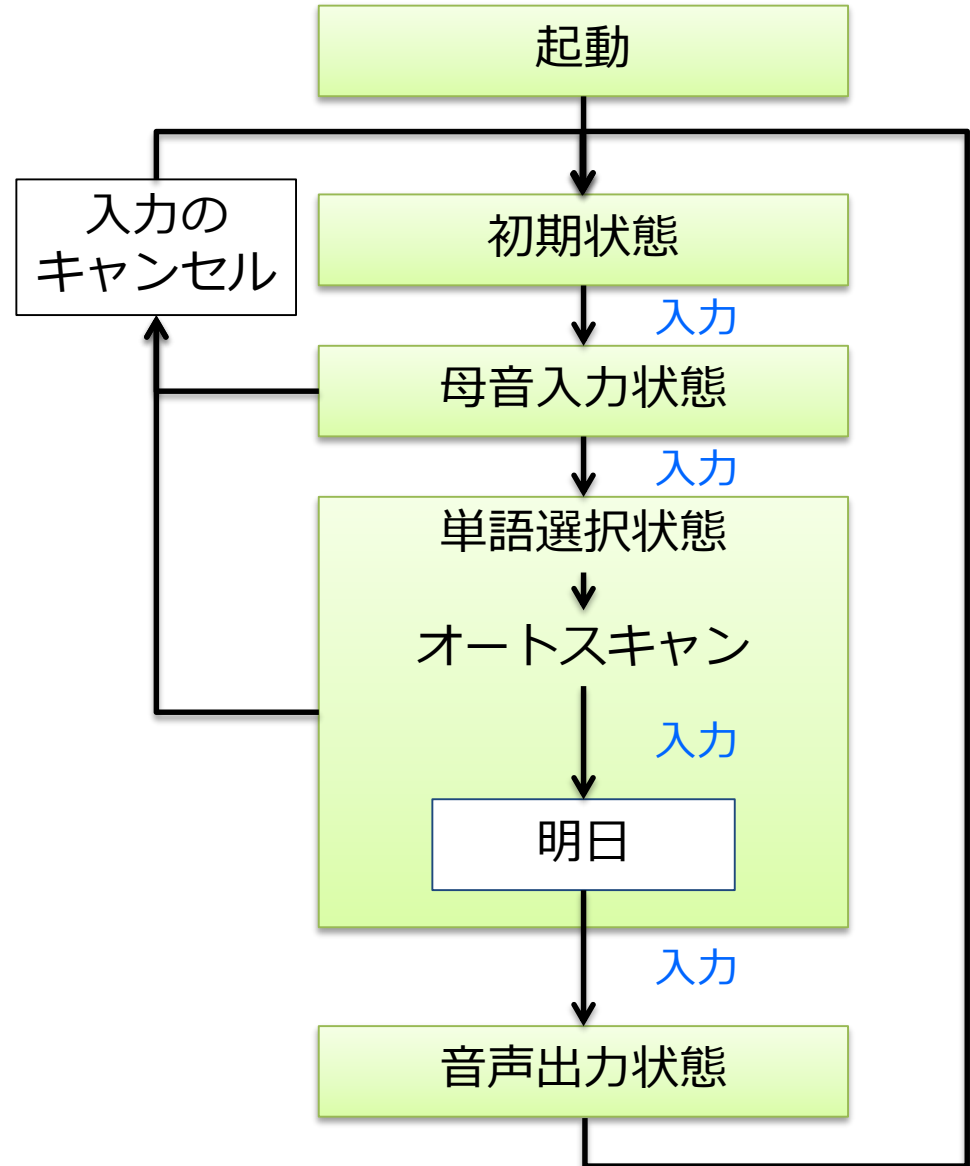 起動
入力の
キャンセル
初期状態
入力
母音入力状態
入力
単語選択状態
オートスキャン
入力
明日
入力
音声出力状態